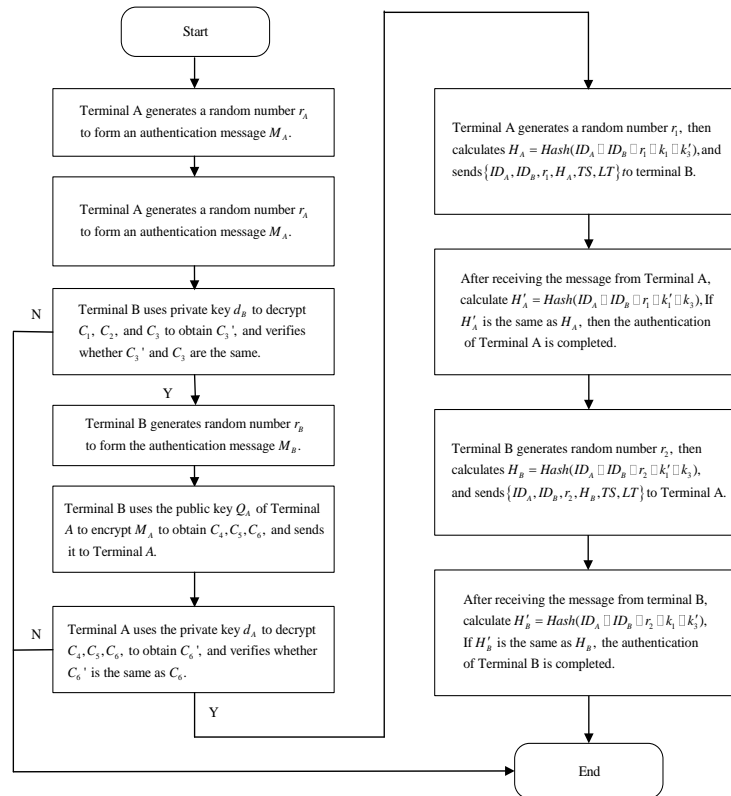 Start
Terminal A generates a random number r_A
to form an authentication message M_A.
Terminal A generates a random number r_A
to form an authentication message M_A.
N
Terminal B uses private key d_B to decrypt
C_1, C_2, and C_3 to obtain C_3', and verifies
whether C_3' and C_3 are the same.
Y
Terminal B generates random number r_B
to form the authentication message M_B.
Terminal B uses the public key Q_A of Terminal
A to encrypt M_A to obtain C_4,C_5,C_6, and sends
it to Terminal A.
N
Terminal A uses the private key d_A to decrypt
C_4,C_5,C_6, to obtain C_6', and verifies whether
C_6' is the same as C_6.
Y
Terminal A generates a random number r_1, then
calculates H_A = Hash(ID_A □ ID_B □ r_1 □ k_1 □ k_3'), and
sends{ID_A,ID_B,r_1,H_A,TS,LT}to terminal B.
After receiving the message from Terminal A,
calculate H_A' = Hash(ID_A □ ID_B □ r_1 □ k_1' □ k_3), If
H_A' is the same as H_A, then the authentication
of Terminal A is completed.
Terminal B generates random number r_2, then
calculates H_B = Hash(ID_A □ ID_B □ r_2 □ k_1' □ k_3),
and sends{ID_A,ID_B,r_2,H_B,TS,LT} to Terminal A.
After receiving the message from terminal B,
calculate H_B' = Hash(ID_A □ ID_B □ r_2 □ k_1 □ k_3'),
If H_B' is the same as H_B, the authentication
of Terminal B is completed.
End